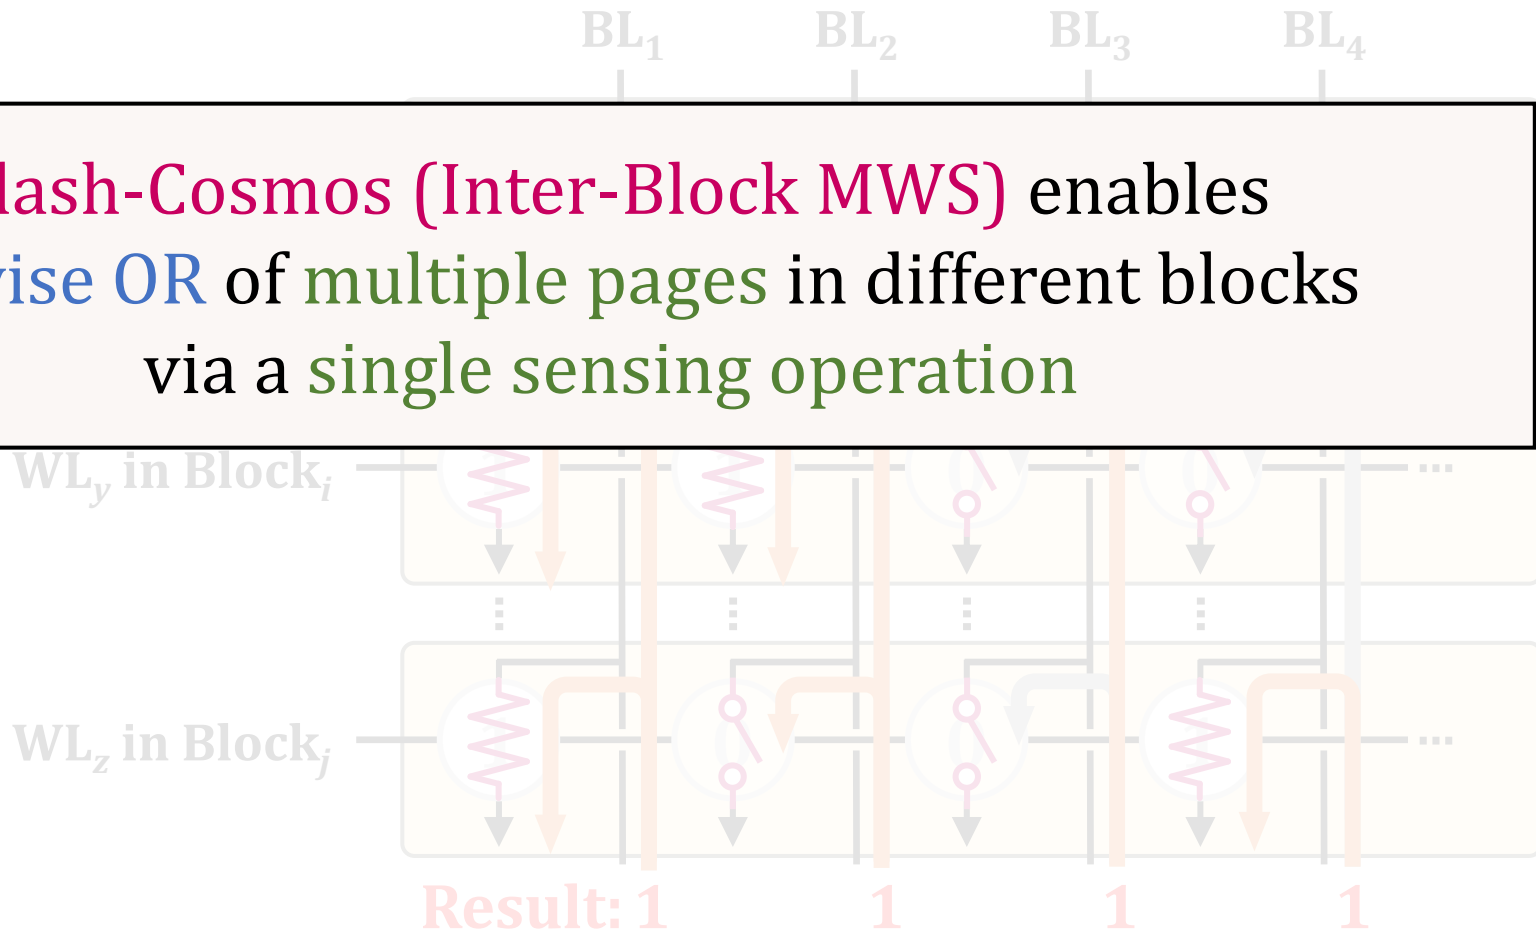 BL1 BL2 BL3 BL4
lash-Cosmos (Inter-Block MWS) enables
ise OR of multiple pages in different blocks
via a single sensing operation
WLy in Blocki ...
WLz in Blockj ...
Result: 1 1 1 1